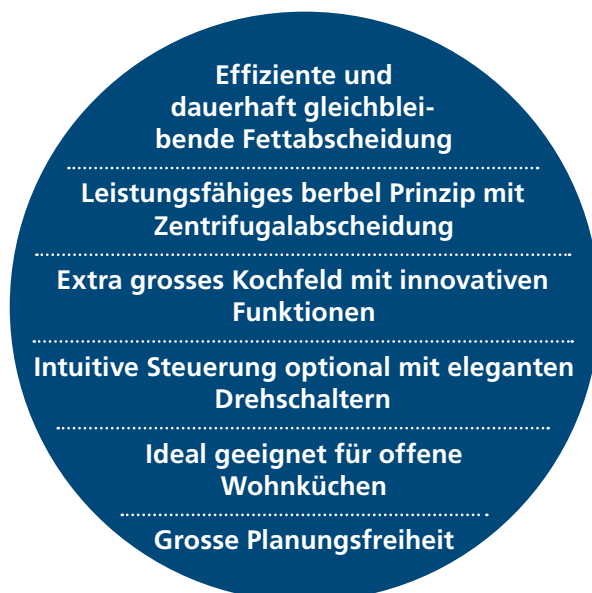 Effiziente und
dauerhaft gleichblei-
bende Fettabscheidung
Leistungsfähiges berbel Prinzip mit
Zentrifugalabscheidung
Extra grosses Kochfeld mit innovativen
Funktionen
Intuitive Steuerung optional mit eleganten
Drehschaltern
Ideal geeignet für offene
Wohnküchen
Grosse Planungsfreiheit